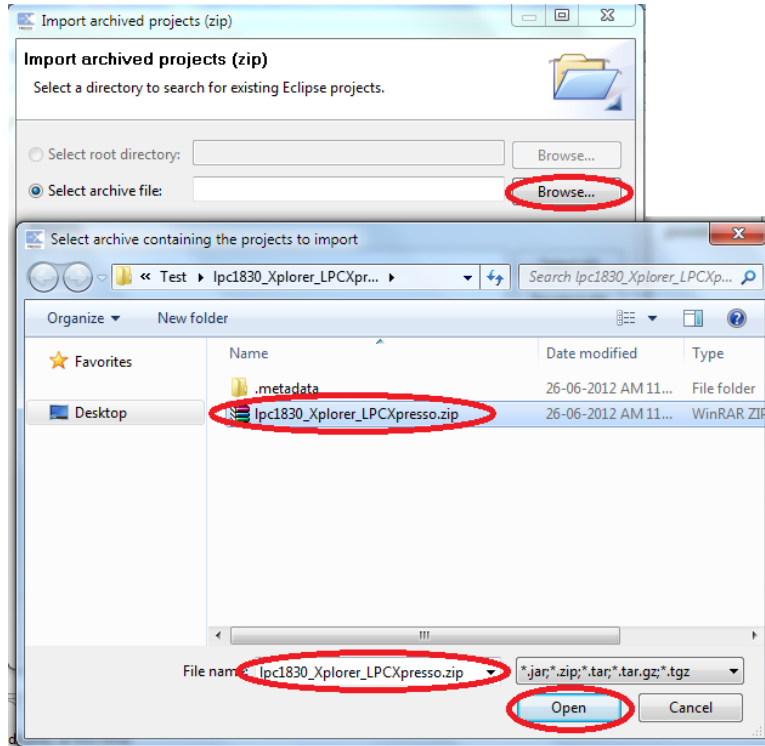 Import archived projects (zip)
Import archived projects (zip)
Select a directory to search for existing Eclipse projects.
Select root directory: Browse...
Select archive file: Browse...
Select archive containing the projects to import
« Test lpc1830_Xplorer_LPCXpr... Search lpc1830_Xplorer_LPCXp...
Organize New folder
Favorites
Desktop
Name Date modified Type
.metadata 26-06-2012 AM 11... File folder
lpc1830_Xplorer_LPCXpresso.zip 26-06-2012 AM 11... WinRAR ZIP
File name: lpc1830_Xplorer_LPCXpresso.zip *.jar;*.zip;*.tar;*.tar.gz;*.tgz
Open Cancel